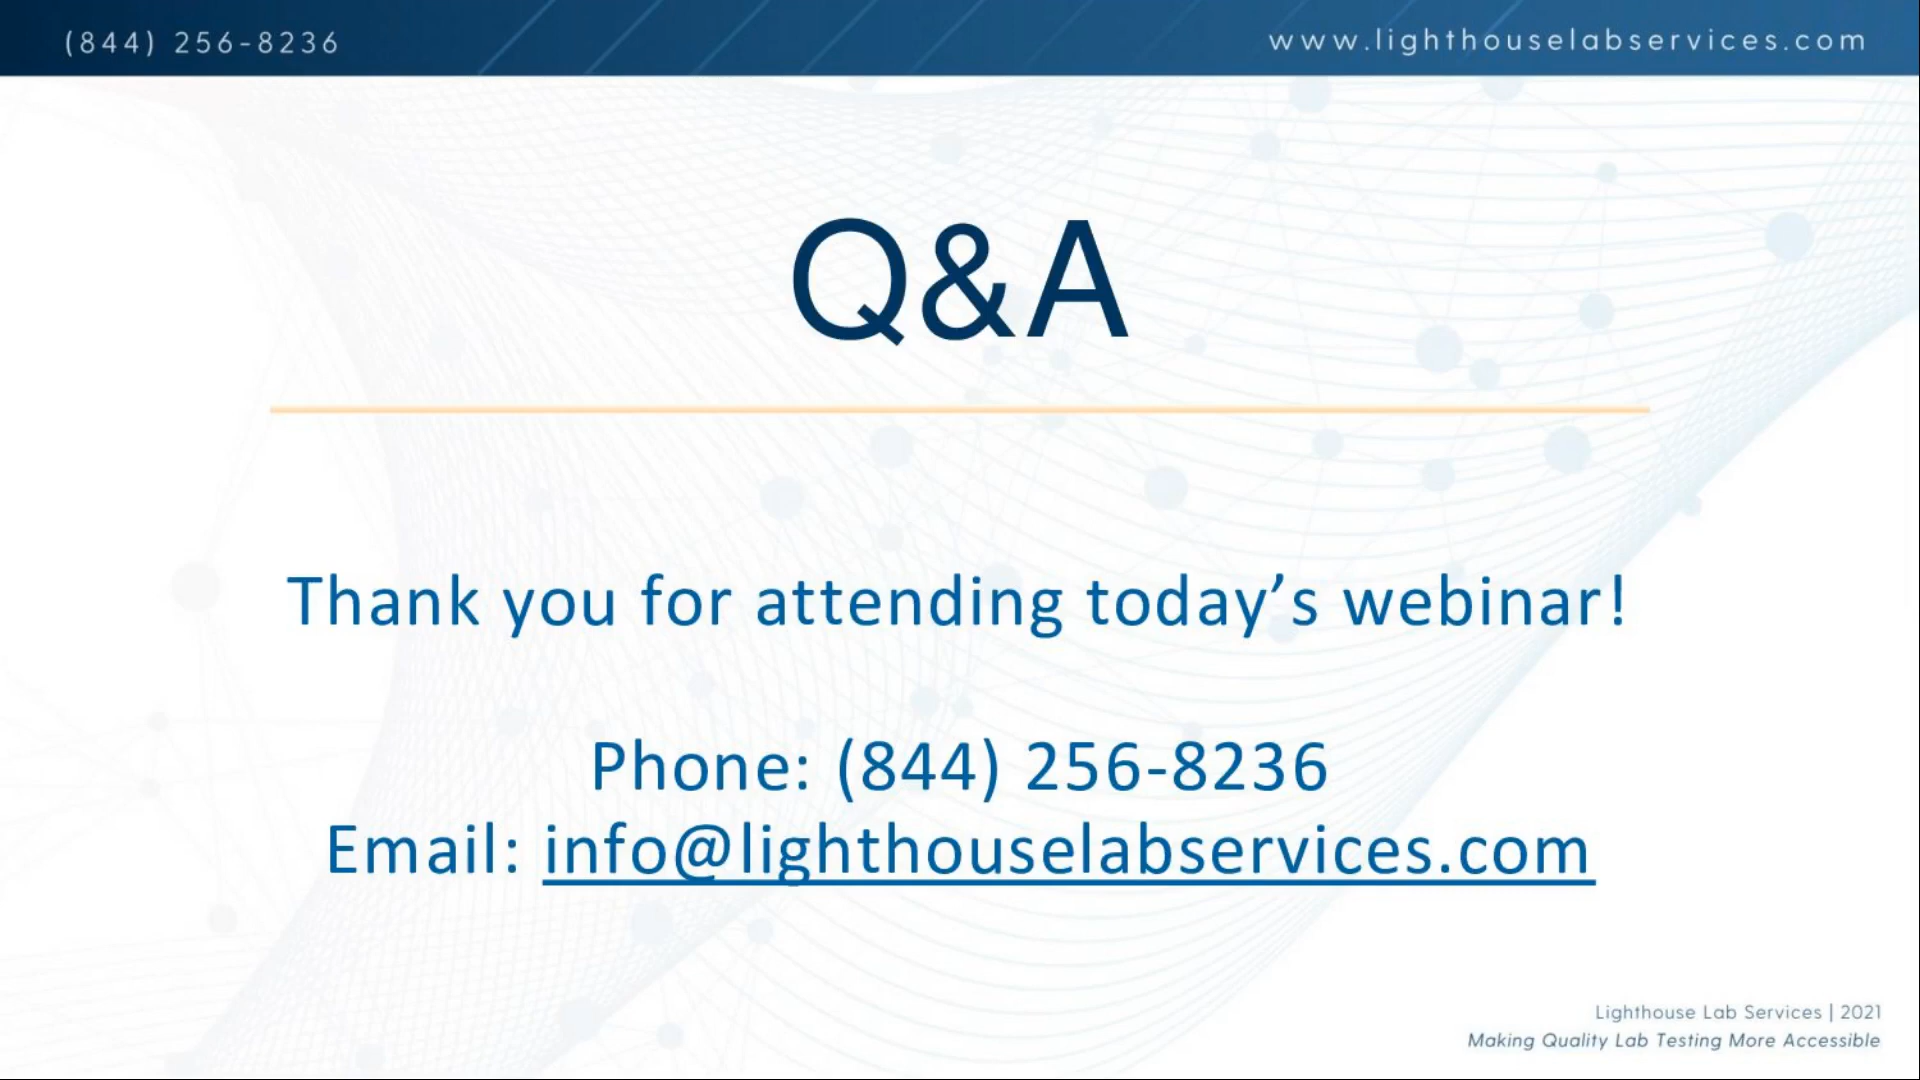 (844) 256-8236
www.lighthouselabservices.com
Q&A
Thank you for attending today’s webinar!
Phone: (844) 256-8236
Email: info@lighthouselabservices.com
Lighthouse Lab Services | 2021
Making Quality Lab Testing More Accessible